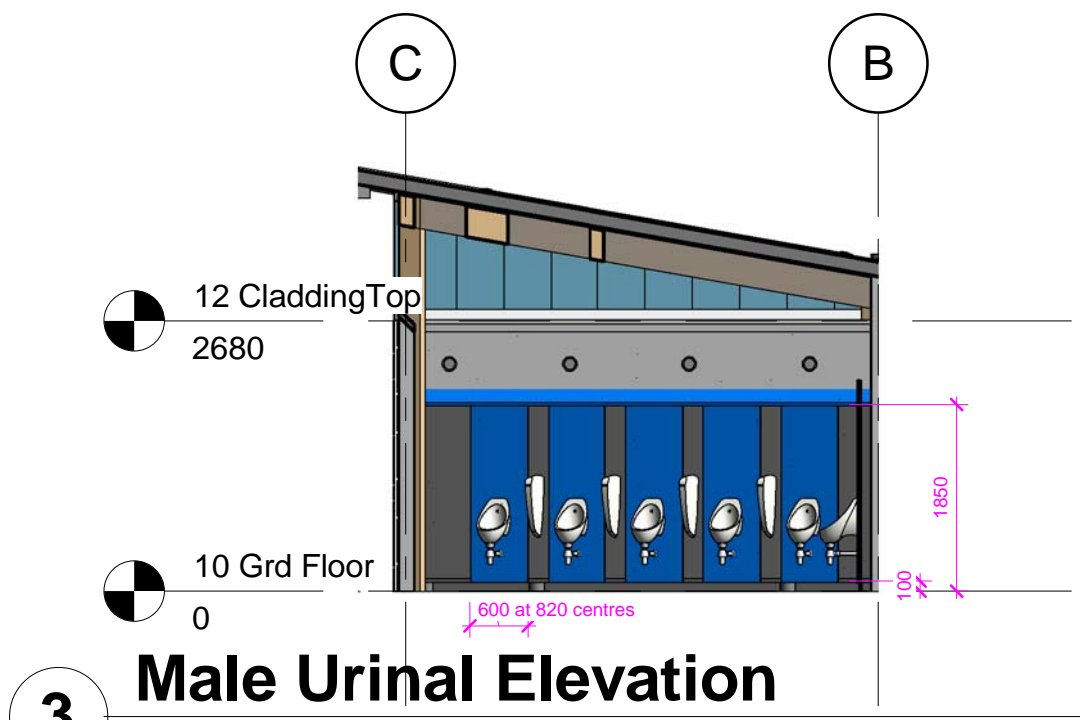 C
B
12 CladdingTop
2680
1850
10 Grd Floor
0
100
600 at 820 centres
3
Male Urinal Elevation